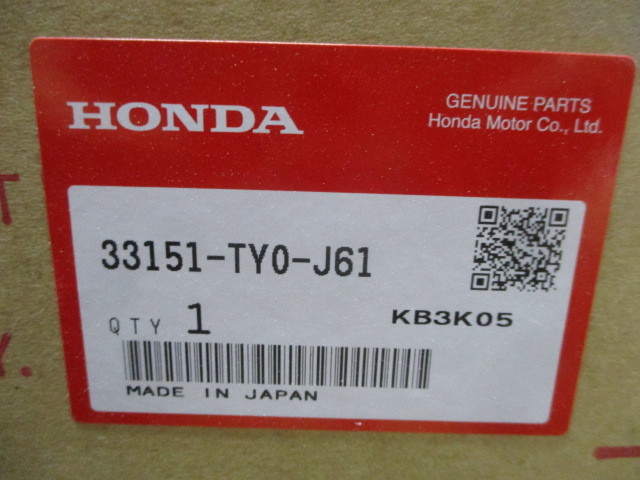 HONDA
GENUINE PARTS
Honda Motor Co., Ltd.
33151-TY0-J61
QTY 1
KB3K05
MADE IN JAPAN
T
Y.